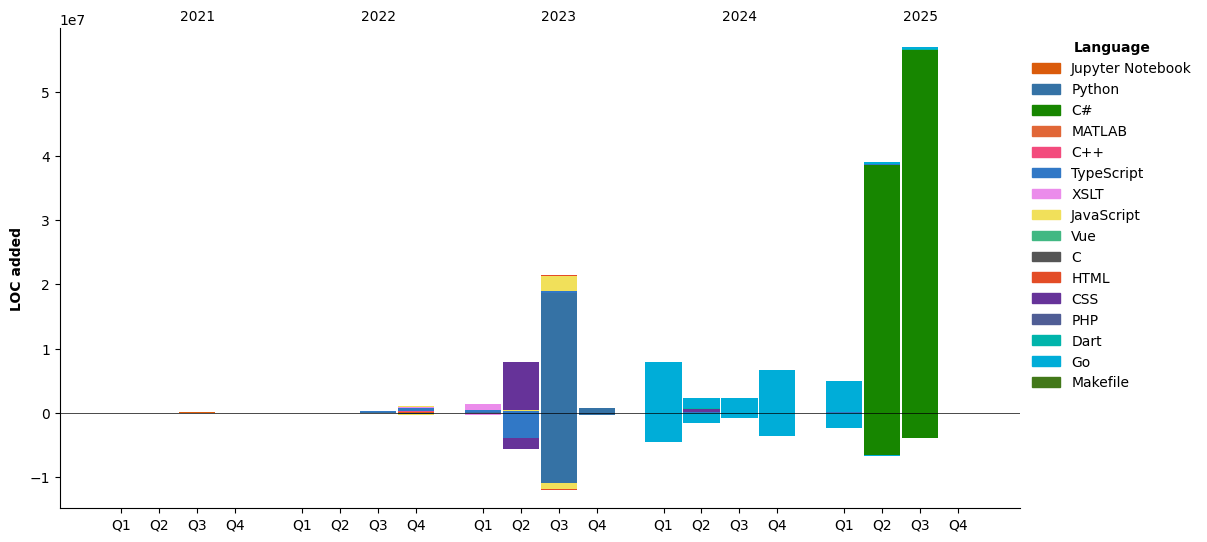 2021 2022 2023 2024 2025
1e7
5
4
3
2
1
0
−1
LOC added
Q1 Q2 Q3 Q4 Q1 Q2 Q3 Q4 Q1 Q2 Q3 Q4 Q1 Q2 Q3 Q4 Q1 Q2 Q3 Q4
Language
Jupyter Notebook
Python
C#
MATLAB
C++
TypeScript
XSLT
JavaScript
Vue
C
HTML
CSS
PHP
Dart
Go
Makefile